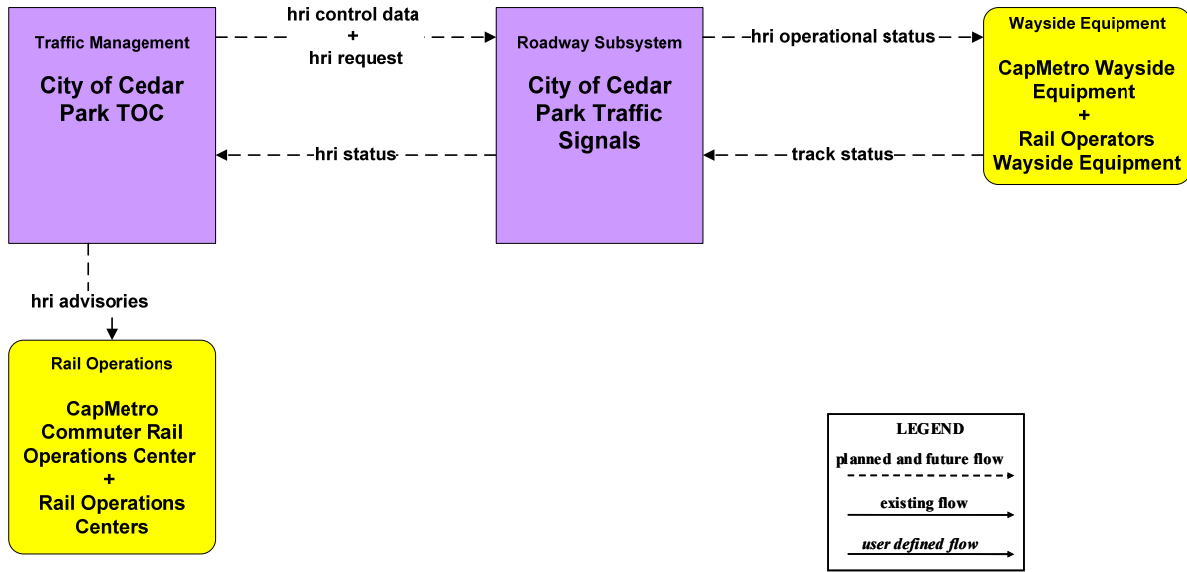 Traffic Management
City of Cedar
Park TOC
hri control data
+
hri request
hri status
Roadway Subsystem
City of Cedar
Park Traffic
Signals
hri operational status
track status
Wayside Equipment
CapMetro Wayside
Equipment
+
Rail Operators
Wayside Equipment
hri advisories
Rail Operations
CapMetro
Commuter Rail
Operations Center
+
Rail Operations
Centers
LEGEND
planned and future flow
existing flow
user defined flow